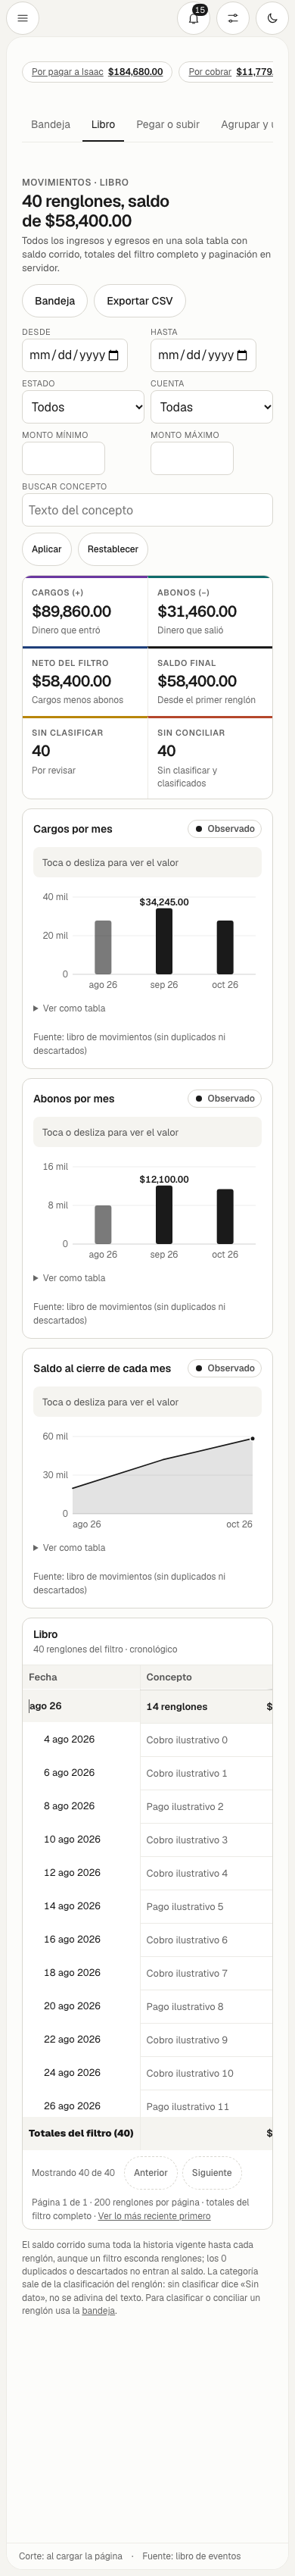 15
Por pagar a Isaac $184,680.00
Por cobrar $11,779.
Bandeja Libro Pegar o subir Agrupar y
MOVIMIENTOS · LIBRO
40 renglones, saldo
de $58,400.00
Todos los ingresos y egresos en una sola tabla con
saldo corrido, totales del filtro completo y paginación en
servidor.
Bandeja Exportar CSV
DESDE HASTA
mm/dd/yyyy mm/dd/yyyy
ESTADO CUENTA
Todos Todas
MONTO MÍNIMO MONTO MÁXIMO
BUSCAR CONCEPTO
Texto del concepto
Aplicar Restablecer
CARGOS (+) ABONOS (−)
$89,860.00 $31,460.00
Dinero que entró Dinero que salió
NETO DEL FILTRO SALDO FINAL
$58,400.00 $58,400.00
Cargos menos abonos Desde el primer renglón
SIN CLASIFICAR SIN CONCILIAR
40 40
Por revisar Sin clasificar y
clasificados
Cargos por mes Observado
Toca o desliza para ver el valor
40 mil
$34,245.00
20 mil
0
ago 26 sep 26 oct 26
Ver como tabla
Fuente: libro de movimientos (sin duplicados ni
descartados)
Abonos por mes Observado
Toca o desliza para ver el valor
16 mil
$12,100.00
8 mil
0
ago 26 sep 26 oct 26
Ver como tabla
Fuente: libro de movimientos (sin duplicados ni
descartados)
Saldo al cierre de cada mes Observado
Toca o desliza para ver el valor
60 mil
30 mil
0
ago 26 oct 26
Ver como tabla
Fuente: libro de movimientos (sin duplicados ni
descartados)
Libro
40 renglones del filtro · cronológico
Fecha Concepto
ago 26 14 renglones $
4 ago 2026 Cobro ilustrativo 0
6 ago 2026 Cobro ilustrativo 1
8 ago 2026 Pago ilustrativo 2
10 ago 2026 Cobro ilustrativo 3
12 ago 2026 Cobro ilustrativo 4
14 ago 2026 Pago ilustrativo 5
16 ago 2026 Cobro ilustrativo 6
18 ago 2026 Cobro ilustrativo 7
20 ago 2026 Pago ilustrativo 8
22 ago 2026 Cobro ilustrativo 9
24 ago 2026 Cobro ilustrativo 10
26 ago 2026 Pago ilustrativo 11
Totales del filtro (40) $
Mostrando 40 de 40 Anterior Siguiente
Página 1 de 1 · 200 renglones por página · totales del
filtro completo · Ver lo más reciente primero
El saldo corrido suma toda la historia vigente hasta cada
renglón, aunque un filtro esconda renglones; los 0
duplicados o descartados no entran al saldo. La categoría
sale de la clasificación del renglón: sin clasificar dice «Sin
dato», no se adivina del texto. Para clasificar o conciliar un
renglón usa la bandeja.
Corte: al cargar la página · Fuente: libro de eventos